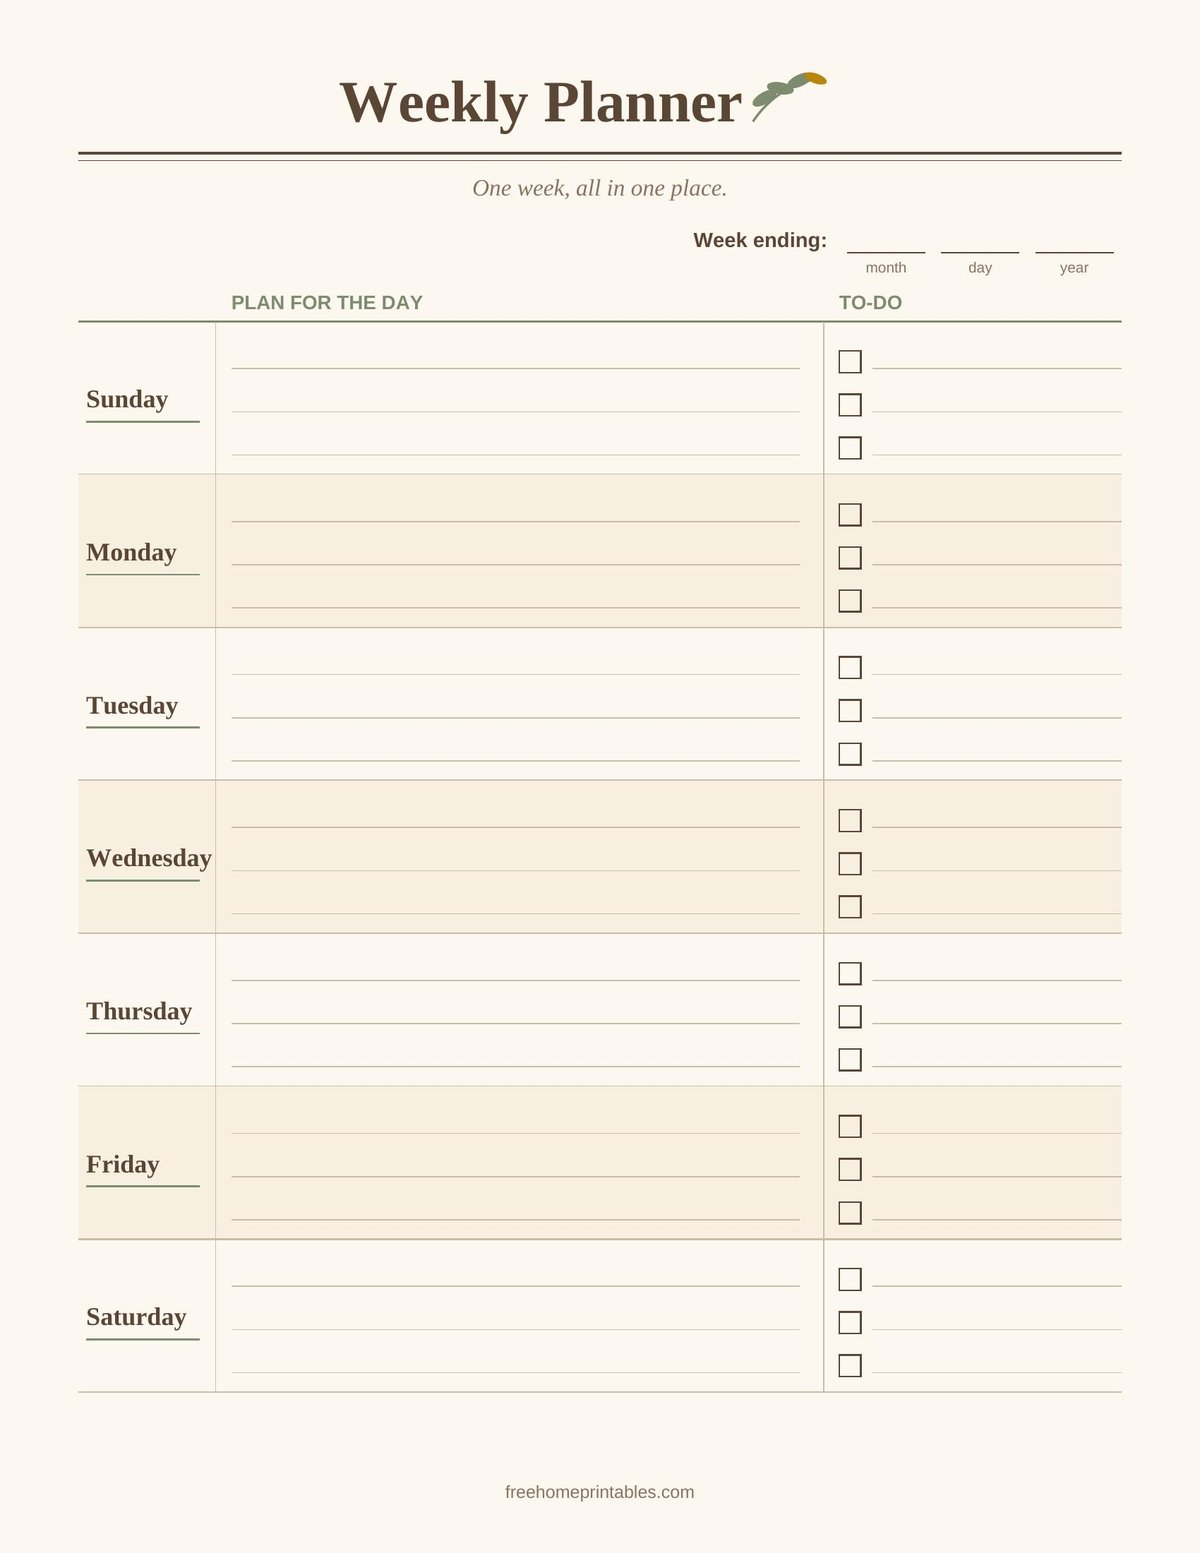 Weekly Planner
One week, all in one place.
Week ending:
month day year
PLAN FOR THE DAY TO-DO
Sunday
Monday
Tuesday
Wednesday
Thursday
Friday
Saturday
freehomeprintables.com